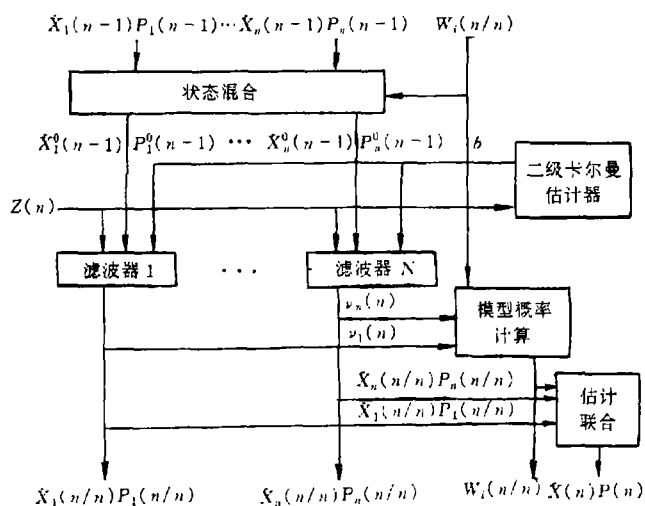 X̂₁(n−1)P₁(n−1)⋯X̂ₙ(n−1)Pₙ(n−1)
Wᵢ(n/n)
状态混合
X̂₁⁰(n−1) P₁⁰(n−1) ⋯ X̂ₙ⁰(n−1) Pₙ⁰(n−1)
b
二级卡尔曼
估计器
Z(n)
滤波器 1
⋯
滤波器 N
νₙ(n)
ν₁(n)
模型概率
计算
X̂ₙ(n/n)Pₙ(n/n)
X̂₁(n/n)P₁(n/n)
估计
联合
X̂₁(n/n)P₁(n/n)
X̂ₙ(n/n)Pₙ(n/n)
Wᵢ(n/n)
X̂(n)P(n)